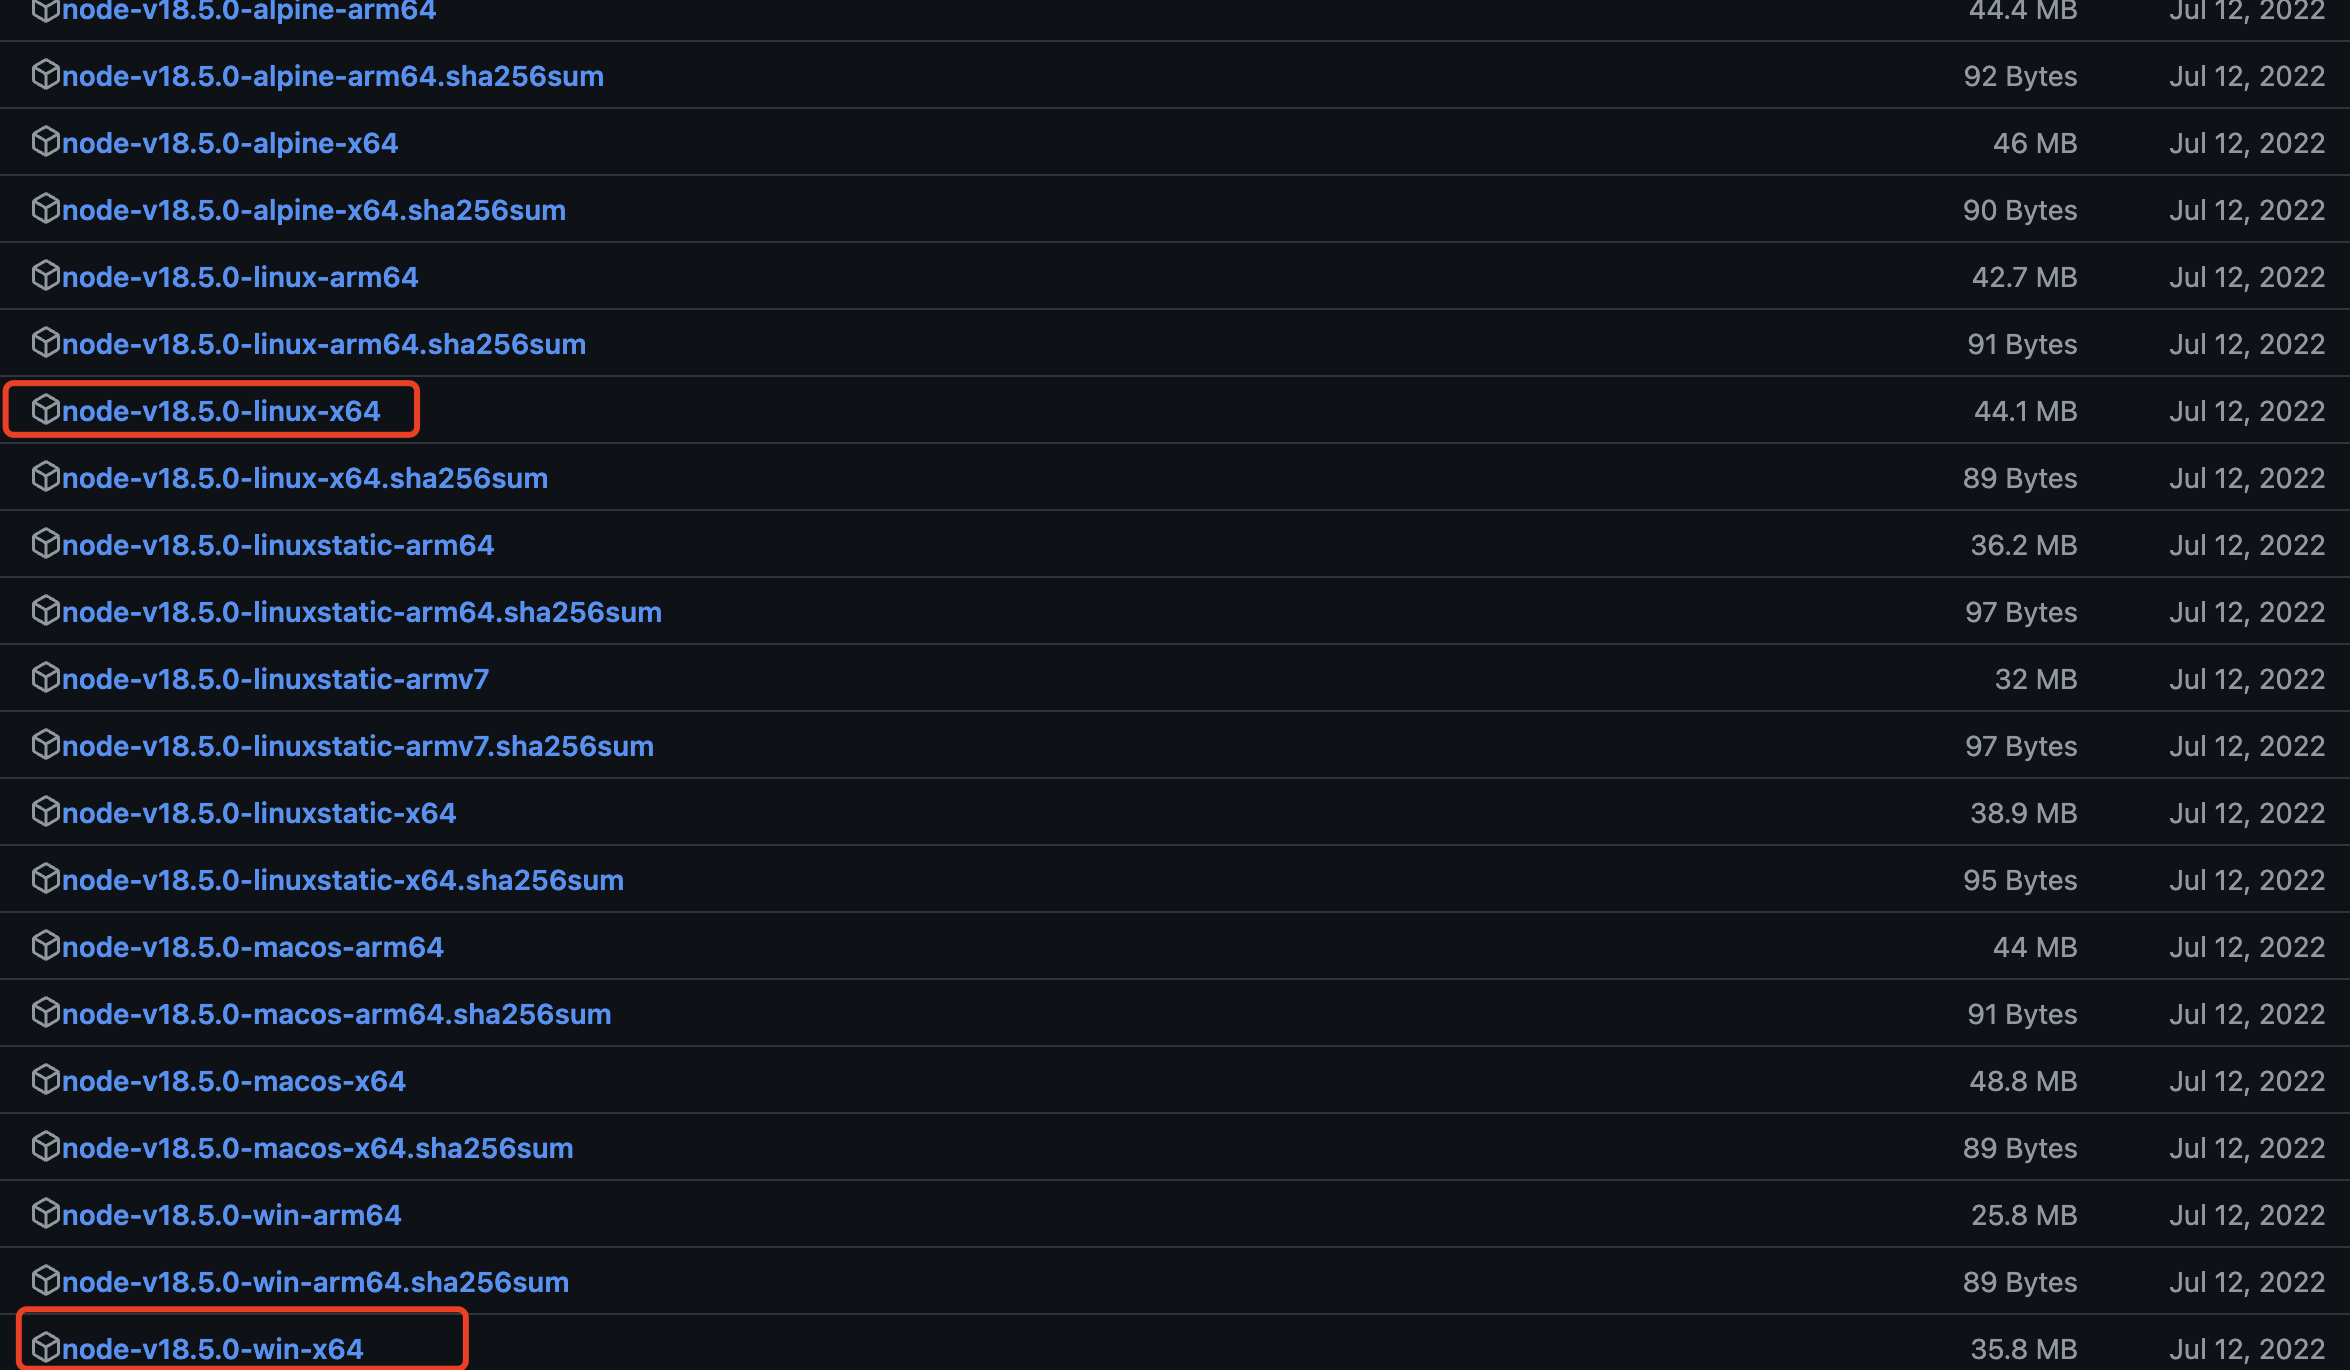 node-v18.5.0-alpine-arm64 44.4 MB Jul 12, 2022
node-v18.5.0-alpine-arm64.sha256sum 92 Bytes Jul 12, 2022
node-v18.5.0-alpine-x64 46 MB Jul 12, 2022
node-v18.5.0-alpine-x64.sha256sum 90 Bytes Jul 12, 2022
node-v18.5.0-linux-arm64 42.7 MB Jul 12, 2022
node-v18.5.0-linux-arm64.sha256sum 91 Bytes Jul 12, 2022
node-v18.5.0-linux-x64 44.1 MB Jul 12, 2022
node-v18.5.0-linux-x64.sha256sum 89 Bytes Jul 12, 2022
node-v18.5.0-linuxstatic-arm64 36.2 MB Jul 12, 2022
node-v18.5.0-linuxstatic-arm64.sha256sum 97 Bytes Jul 12, 2022
node-v18.5.0-linuxstatic-armv7 32 MB Jul 12, 2022
node-v18.5.0-linuxstatic-armv7.sha256sum 97 Bytes Jul 12, 2022
node-v18.5.0-linuxstatic-x64 38.9 MB Jul 12, 2022
node-v18.5.0-linuxstatic-x64.sha256sum 95 Bytes Jul 12, 2022
node-v18.5.0-macos-arm64 44 MB Jul 12, 2022
node-v18.5.0-macos-arm64.sha256sum 91 Bytes Jul 12, 2022
node-v18.5.0-macos-x64 48.8 MB Jul 12, 2022
node-v18.5.0-macos-x64.sha256sum 89 Bytes Jul 12, 2022
node-v18.5.0-win-arm64 25.8 MB Jul 12, 2022
node-v18.5.0-win-arm64.sha256sum 89 Bytes Jul 12, 2022
node-v18.5.0-win-x64 35.8 MB Jul 12, 2022